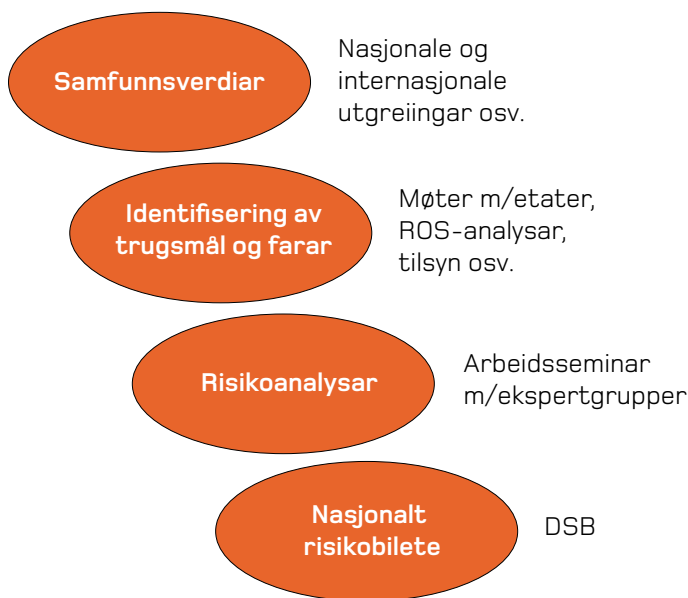 Samfunnsverdiar
Nasjonale og
internasjonale
utgreiingar osv.
Identifisering av
trugsmål og farar
Møter m/etater,
ROS-analysar,
tilsyn osv.
Risikoanalysar
Arbeidsseminar
m/ekspertgrupper
Nasjonalt
risikobilete
DSB